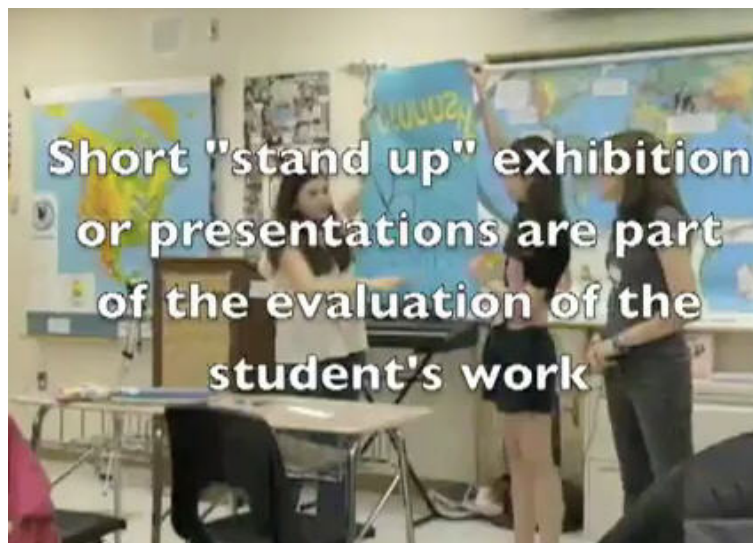 Short "stand up" exhibition
or presentations are part
of the evaluation of the
student's work